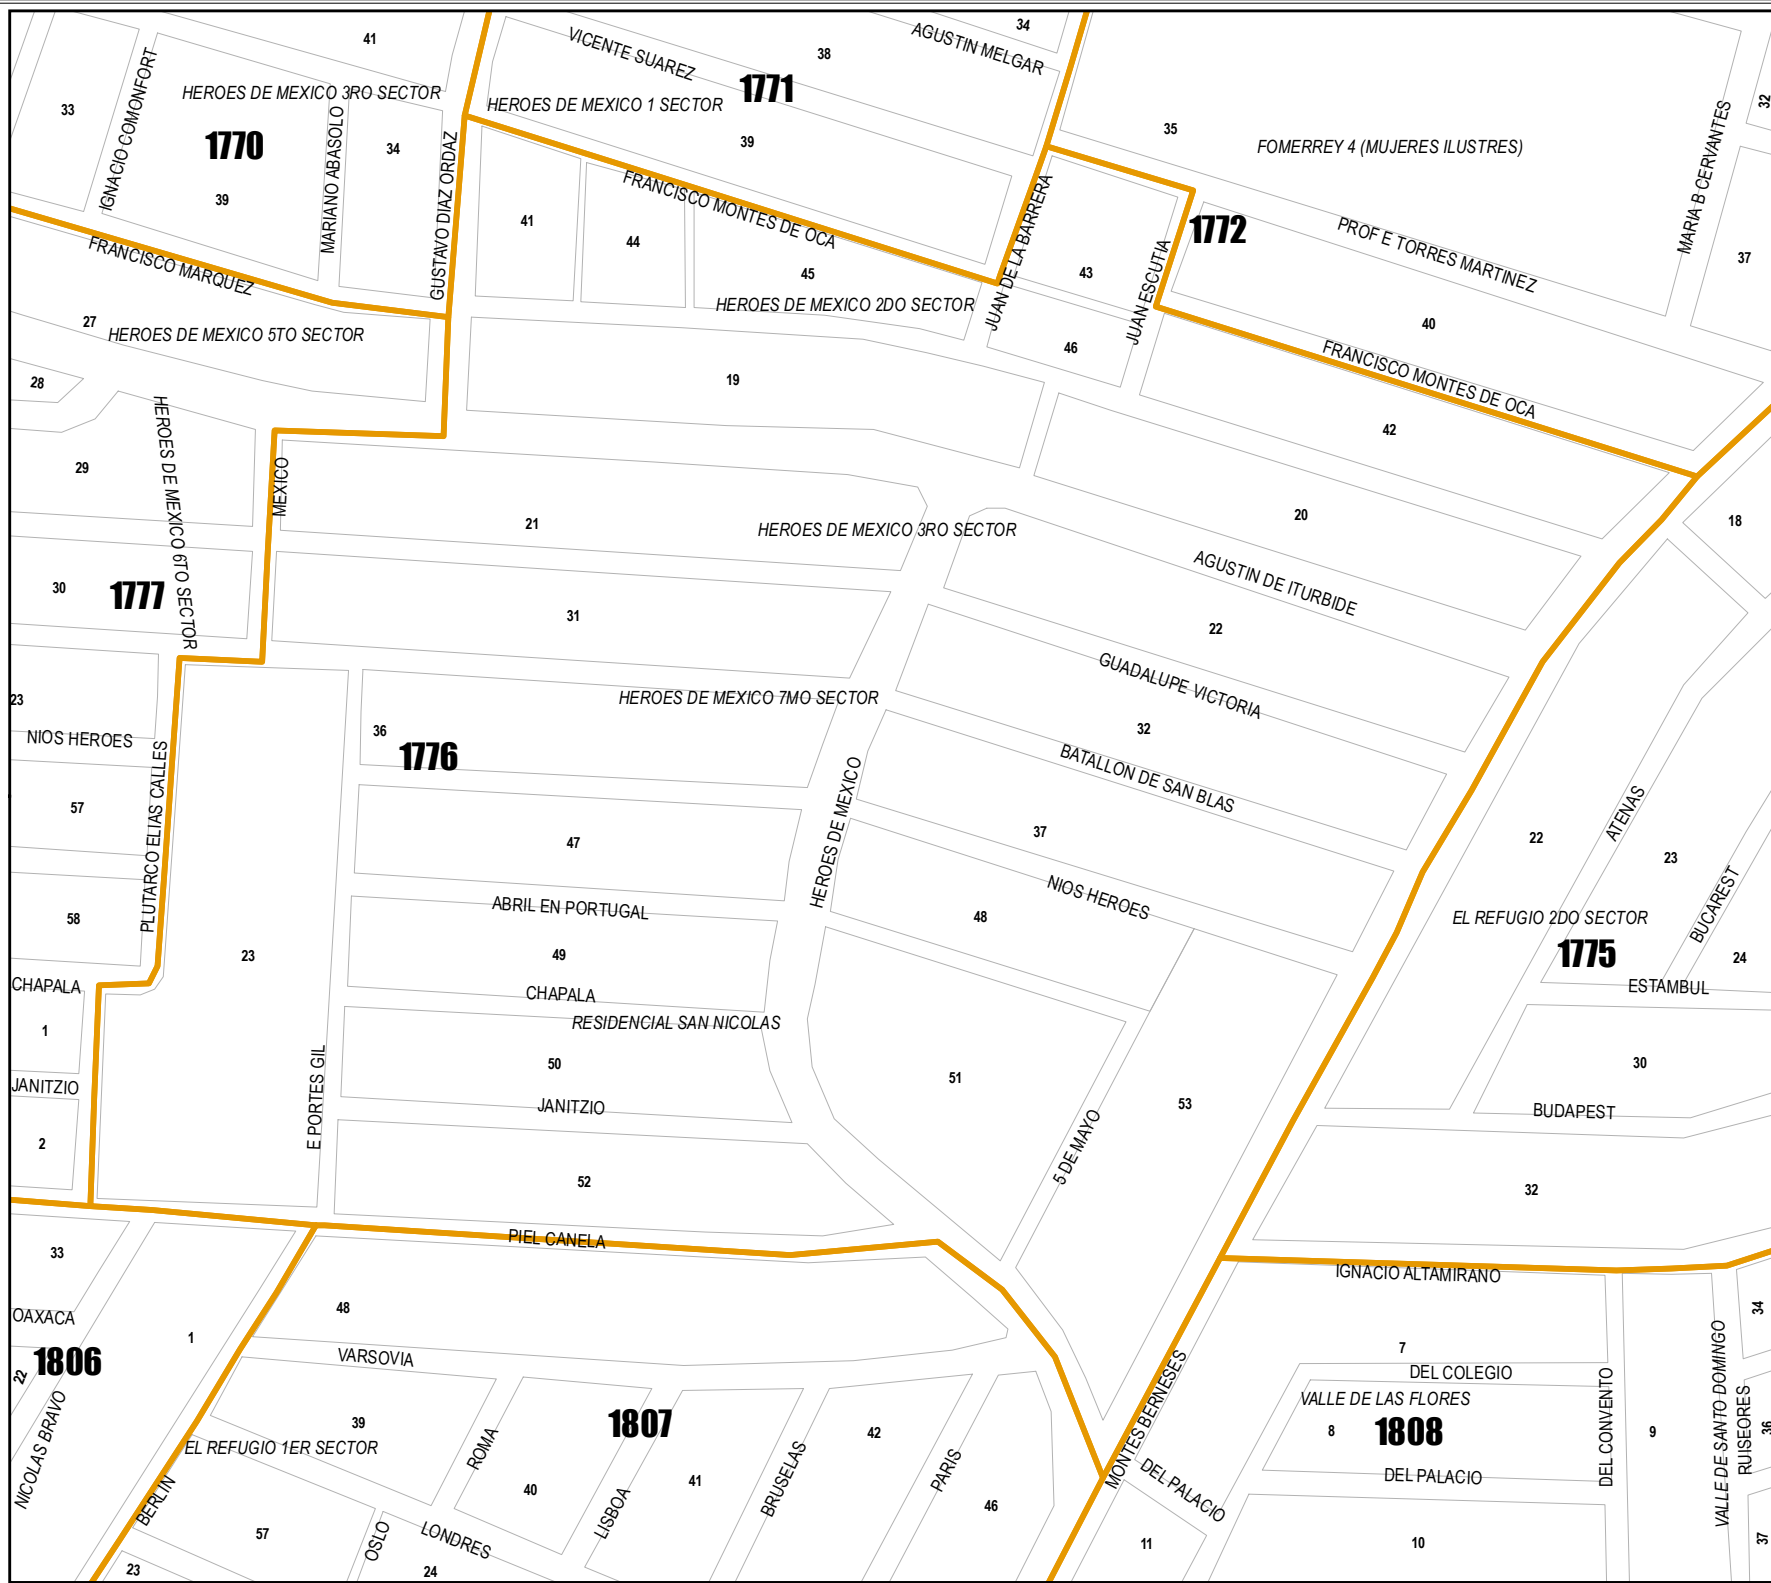 41
34
38
AGUSTIN MELGAR
VICENTE SUAREZ
33
IGNACIO COMONFORT
HEROES DE MEXICO 3RO SECTOR
1771
HEROES DE MEXICO 1 SECTOR
32
35
FOMERREY 4 (MUJERES ILUSTRES)
MARIA B CERVANTES
1770
MARIANO ABASOLO
34
GUSTAVO DIAZ ORDAZ
39
39
FRANCISCO MONTES DE OCA
41
44
45
JUAN DE LA BARRERA
43
JUAN ESCUTIA
1772
PROF E TORRES MARTINEZ
37
FRANCISCO MARQUEZ
HEROES DE MEXICO 2DO SECTOR
27
HEROES DE MEXICO 5TO SECTOR
46
40
FRANCISCO MONTES DE OCA
28
19
42
HEROES DE MEXICO 6TO SECTOR
29
MEXICO
21
HEROES DE MEXICO 3RO SECTOR
20
18
AGUSTIN DE ITURBIDE
30
1777
31
22
GUADALUPE VICTORIA
23
HEROES DE MEXICO 7MO SECTOR
NIOS HEROES
36
1776
32
BATALLON DE SAN BLAS
PLUTARCO ELIAS CALLES
57
47
HEROES DE MEXICO
37
22
ATENAS
23
NIOS HEROES
58
ABRIL EN PORTUGAL
48
EL REFUGIO 2DO SECTOR
BUCAREST
1775
23
49
24
CHAPALA
CHAPALA
ESTAMBUL
RESIDENCIAL SAN NICOLAS
1
50
51
30
JANITZIO
E PORTES GIL
JANITZIO
53
BUDAPEST
2
5 DE MAYO
52
32
PIEL CANELA
33
IGNACIO ALTAMIRANO
OAXACA
48
34
1
VARSOVIA
7
1806
22
DEL COLEGIO
VALLE DE LAS FLORES
VALLE DE SANTO DOMINGO
RUISEORES
NICOLAS BRAVO
39
1807
42
MONTES BERNESES
8
1808
DEL CONVENTO
9
36
EL REFUGIO 1ER SECTOR
ROMA
41
BRUSELAS
PARIS
DEL PALACIO
DEL PALACIO
BERLIN
40
LISBOA
46
57
OSLO
LONDRES
11
10
37
23
24